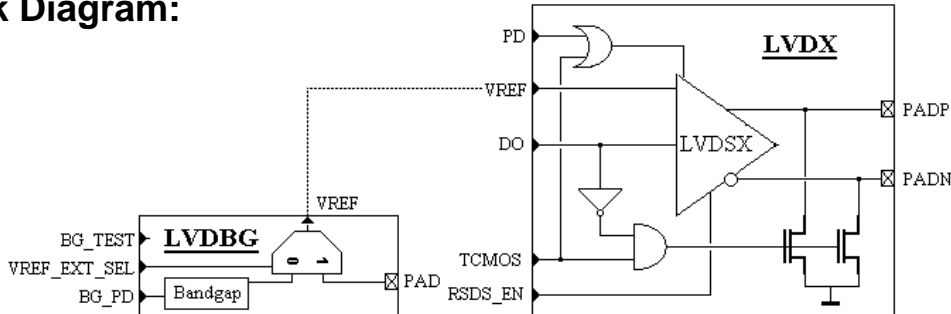 k Diagram:
PD
LVDX
VREF
PADP
DO
LVDSX
PADN
VREF
BG_TEST
LVDBG
VREF_EXT_SEL
0
1
PAD
TCMOS
BG_PD
Bandgap
RSDS_EN